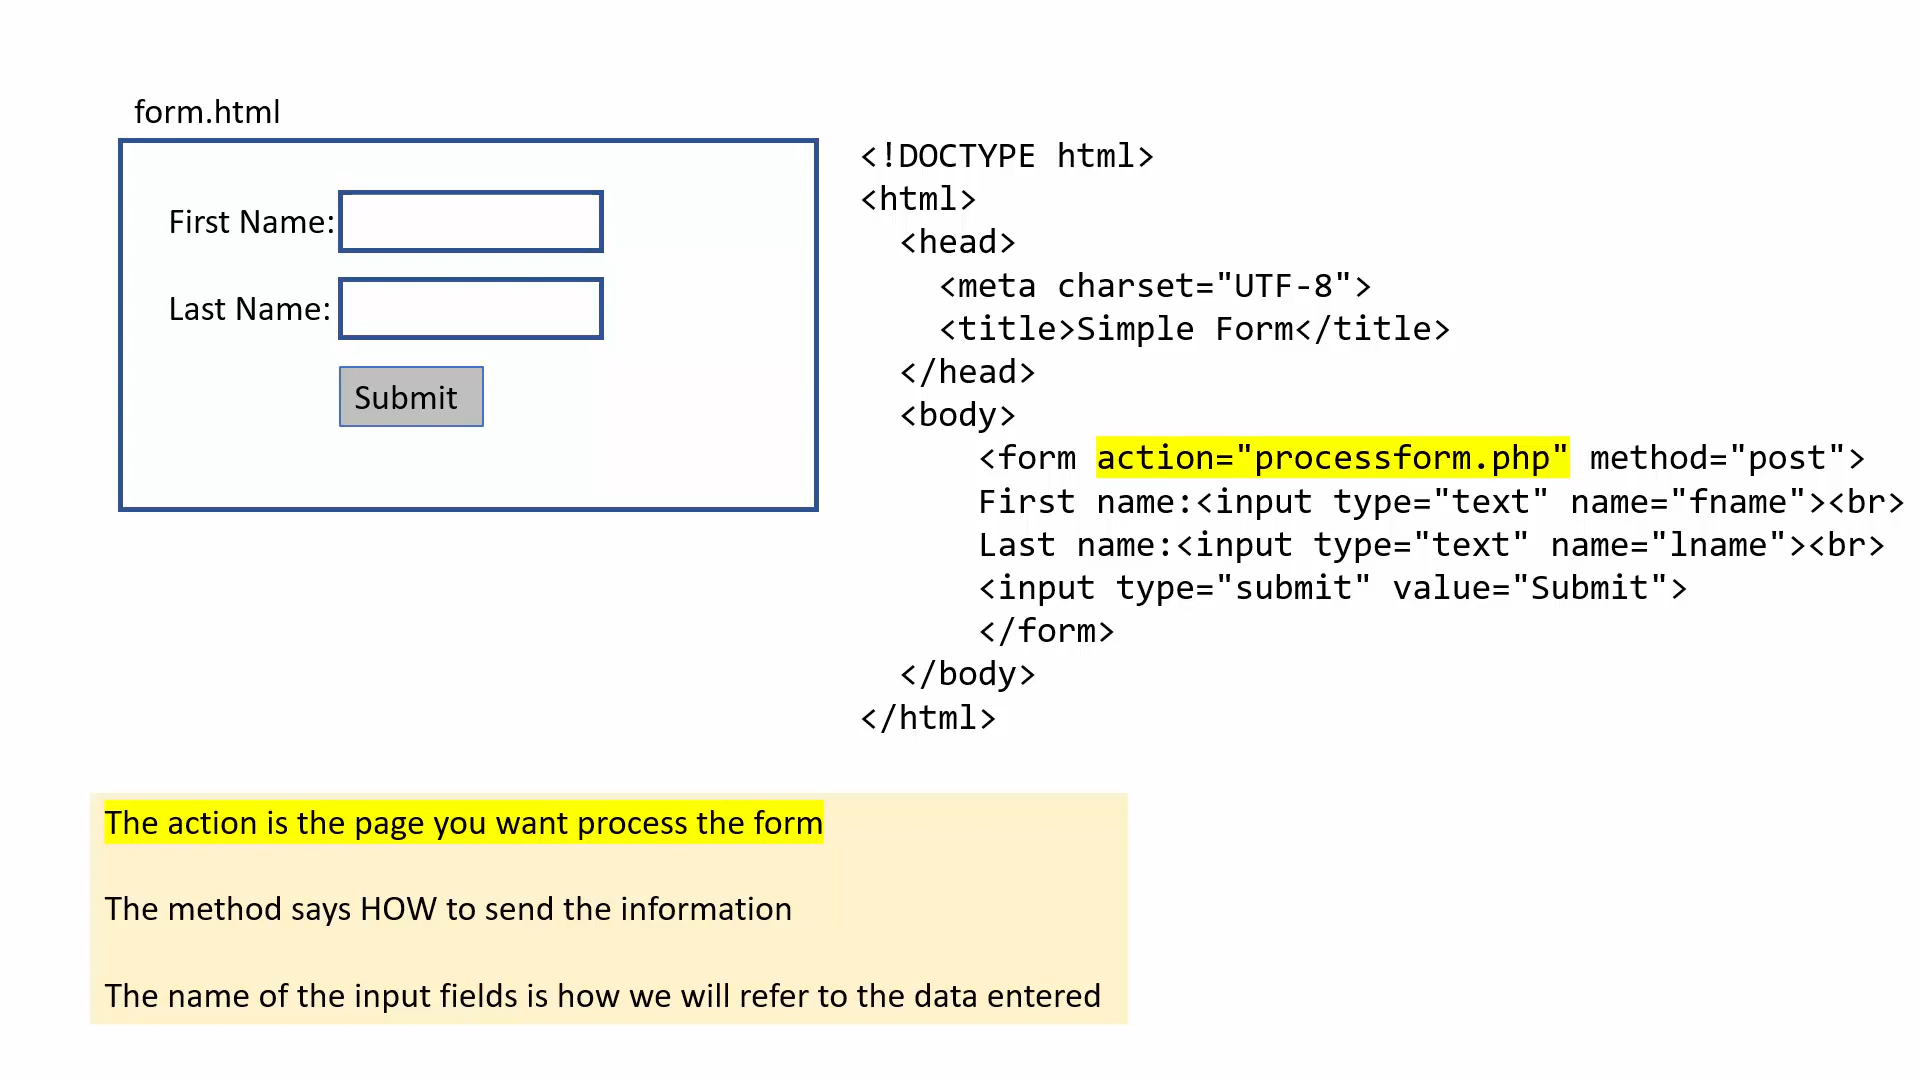 form.html
First Name:
Last Name:
Submit
<!DOCTYPE html>
<html>
<head>
<meta charset="UTF-8">
<title>Simple Form</title>
</head>
<body>
<form action="processform.php" method="post">
First name:<input type="text" name="fname"><br>
Last name:<input type="text" name="lname"><br>
<input type="submit" value="Submit">
</form>
</body>
</html>
The action is the page you want process the form
The method says HOW to send the information
The name of the input fields is how we will refer to the data entered